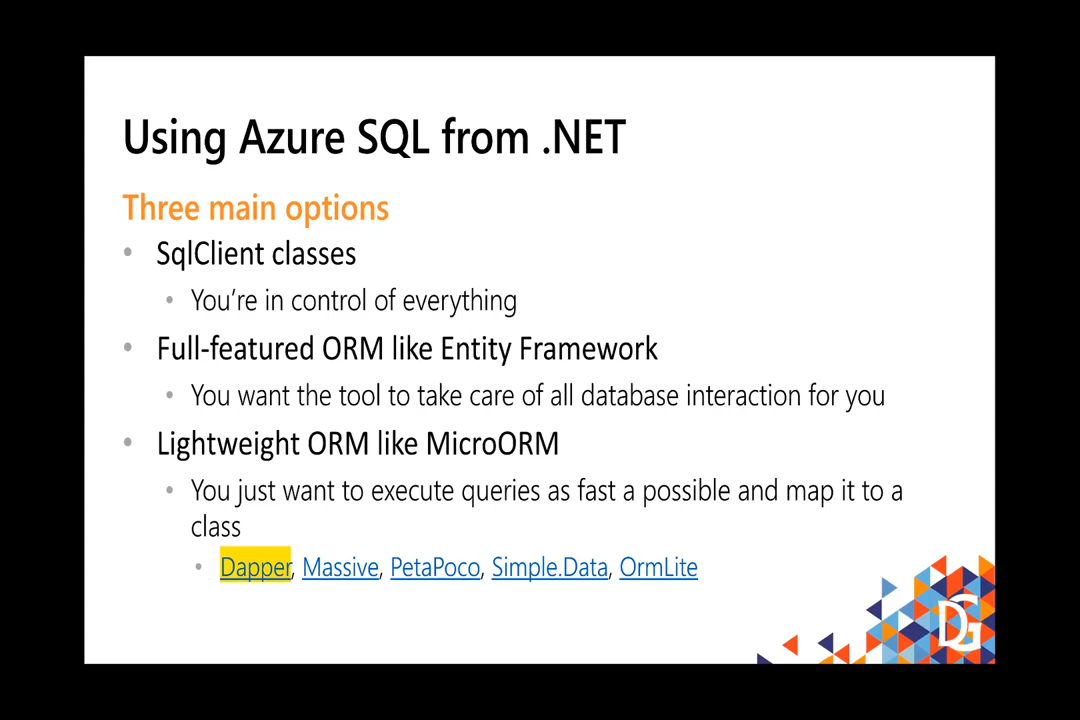 Using Azure SQL from .NET
Three main options
• SqlClient classes
• You're in control of everything
• Full-featured ORM like Entity Framework
• You want the tool to take care of all database interaction for you
• Lightweight ORM like MicroORM
• You just want to execute queries as fast a possible and map it to a
class
• Dapper, Massive, PetaPoco, Simple.Data, OrmLite
DG